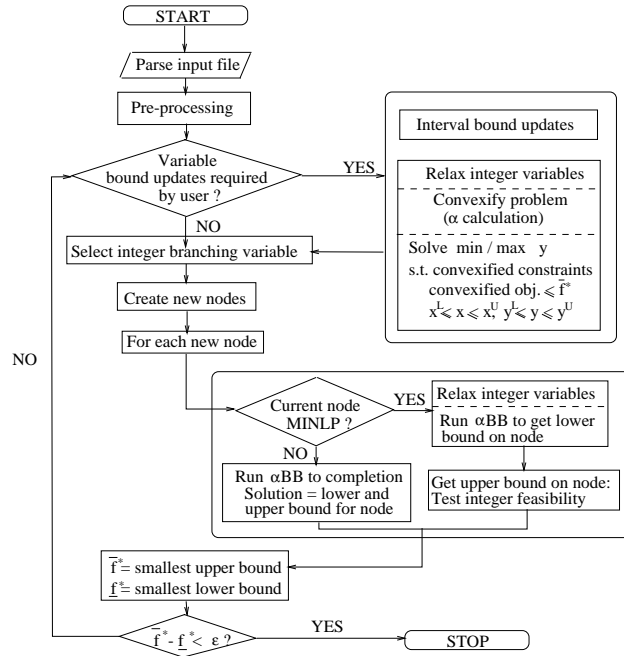 START
Parse input file
Pre-processing
Variable
bound updates required
by user ?
YES
NO
Interval bound updates
Relax integer variables
Convexify problem
(α calculation)
Solve min / max y
s.t. convexified constraints
convexified obj. ⩽ f̅*
x^L ⩽ x ⩽ x^U; y^L ⩽ y ⩽ y^U
Select integer branching variable
Create new nodes
For each new node
NO
Current node
MINLP ?
YES
NO
Relax integer variables
Run αBB to get lower
bound on node
Run αBB to completion
Solution = lower and
upper bound for node
Get upper bound on node:
Test integer feasibility
f̅* = smallest upper bound
f̲* = smallest lower bound
f̅* - f̲* < ε ?
YES
STOP